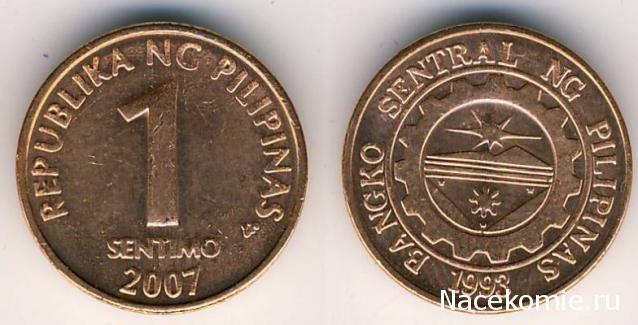 REPUBLIKA NG PILIPINAS
1
SENTIMO
2007
BANGKO SENTRAL NG PILIPINAS
1993
Nacekomie.ru